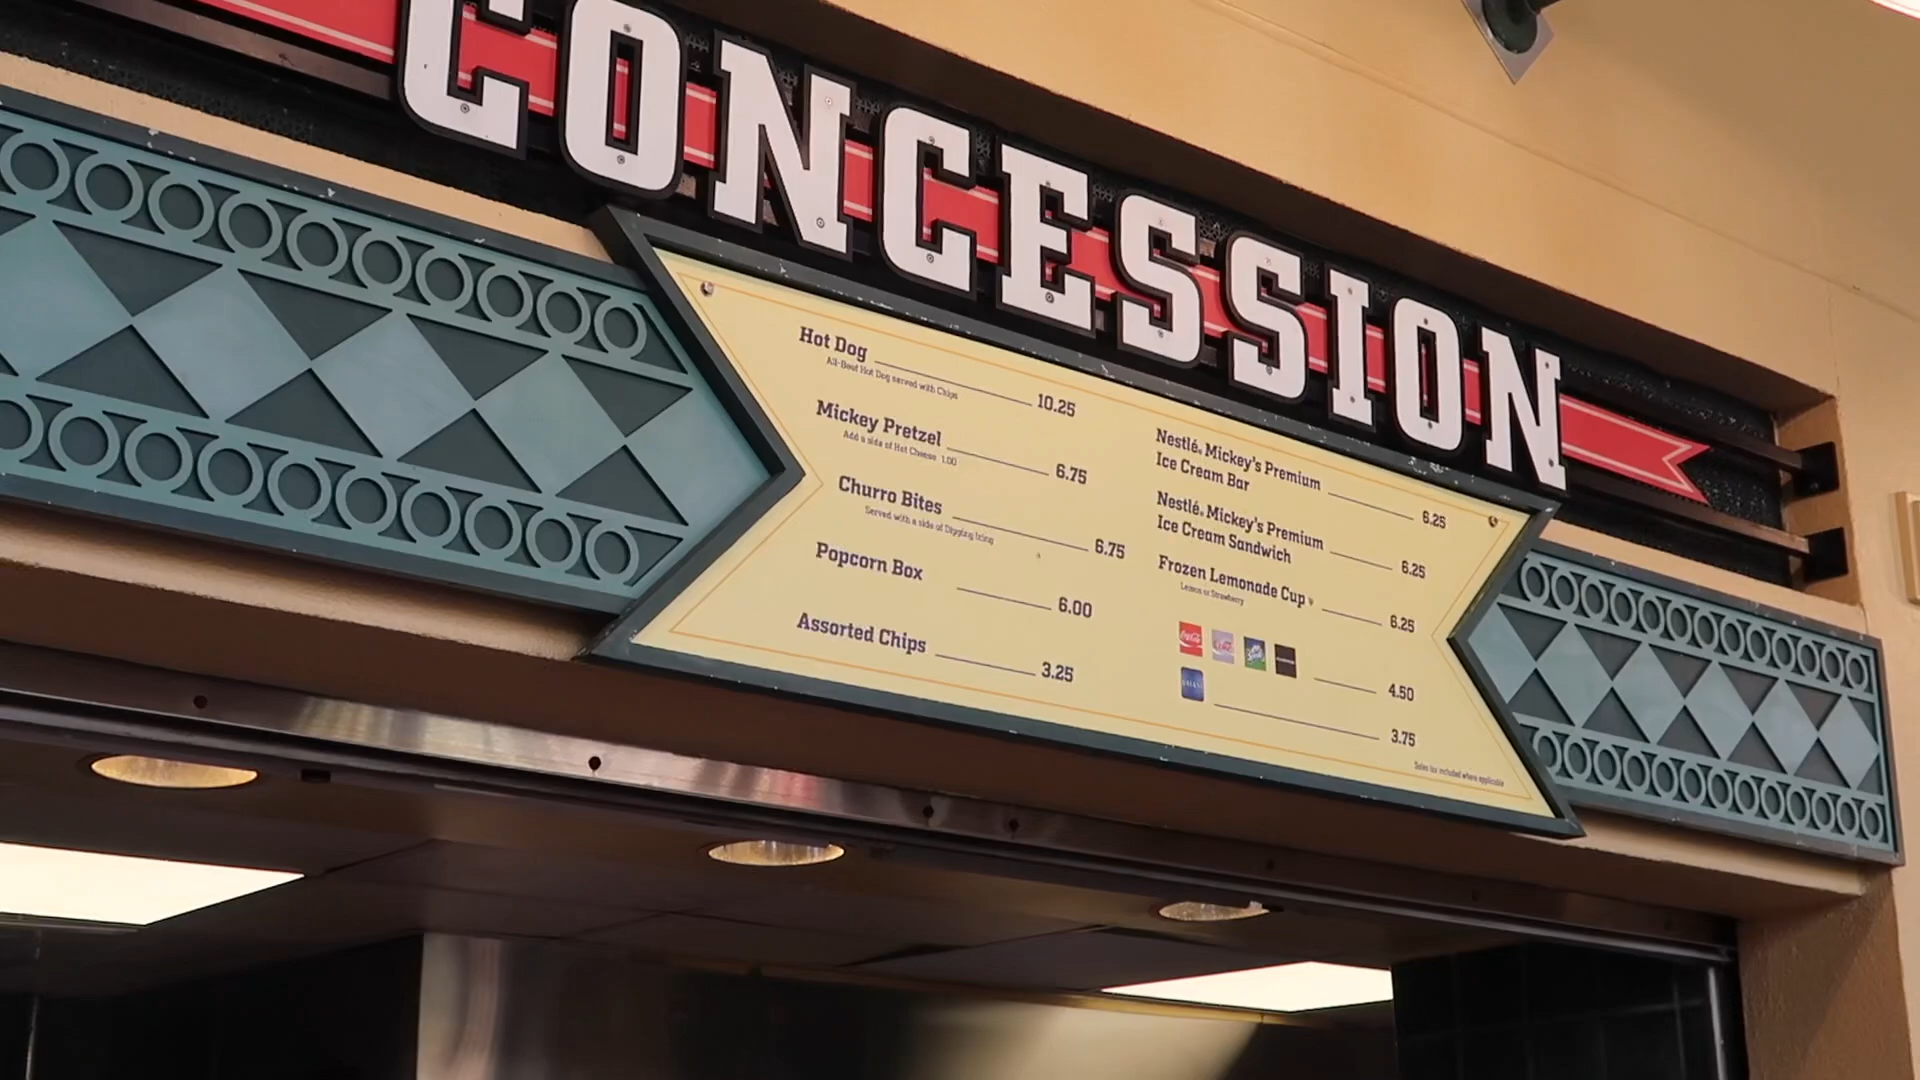 CONCESSION
Hot Dog 10.25
All-Beef Hot Dog served with Chips
Mickey Pretzel 6.75
Add a side of Hot Cheese 1.00
Churro Bites 6.75
Served with a side of Dipping Icing
Popcorn Box 6.00
Assorted Chips 3.25
Nestlé® Mickey's Premium
Ice Cream Bar 6.25
Nestlé® Mickey's Premium
Ice Cream Sandwich 6.25
Frozen Lemonade Cup 6.25
Lemon or Strawberry
Coca-Cola
4.50
3.75
Sales tax included where applicable